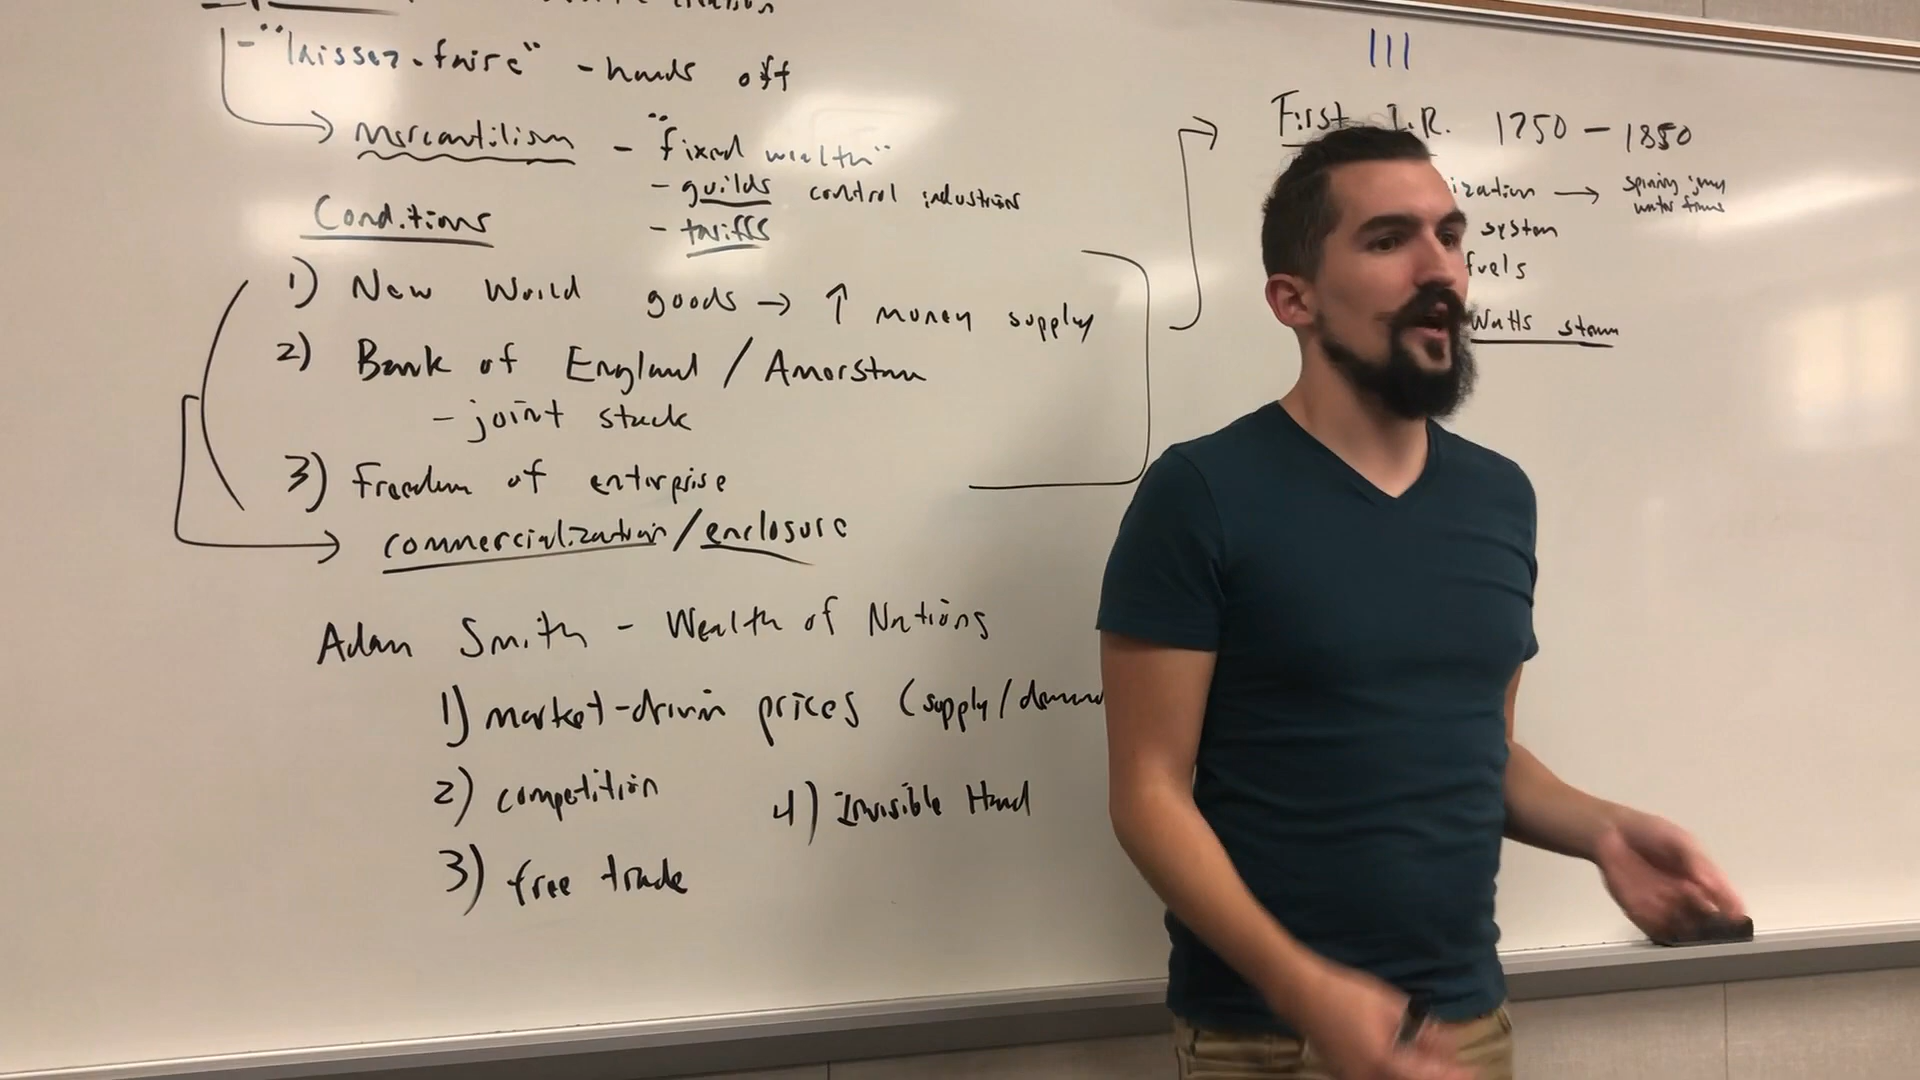 - "laissez-faire" - hands off
Mercantilism - "fixed wealth"
- guilds control industries
- tariffs
Conditions
1) New World goods → ↑ money supply
2) Bank of England / Amerstam
- joint stock
3) Freedom of enterprise
commercialization/enclosure
Adam Smith - Wealth of Nations
1) market-driven prices (supply/demand
2) competition
4) Invisible Hand
3) free trade
III
First I.R. 1750 - 1850
ization → spinning jenny
water frame
system
fuels
Watts steam